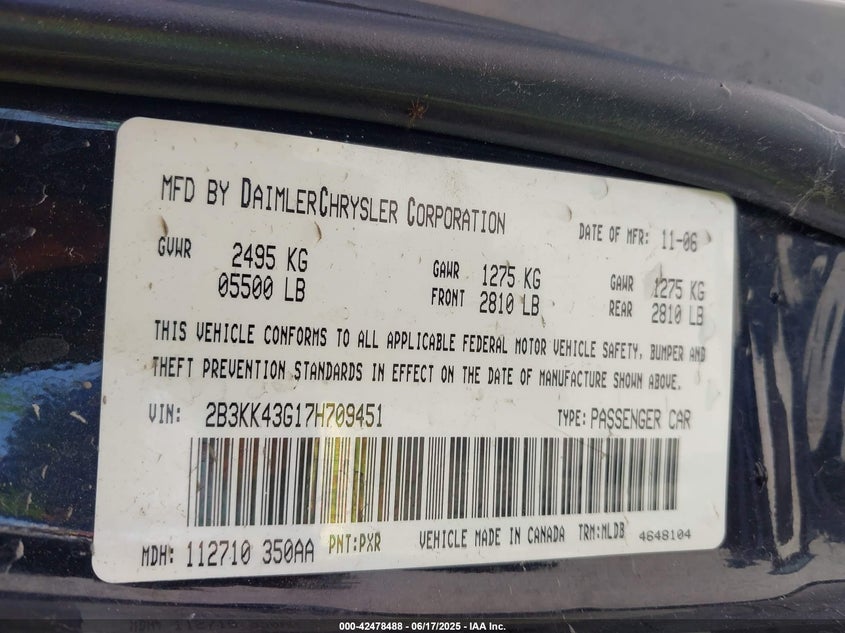 MFD BY DAIMLERCHRYSLER CORPORATION
DATE OF MFR: 11-06
GVWR 2495 KG
05500 LB
GAWR 1275 KG
FRONT 2810 LB
GAWR 1275 KG
REAR 2810 LB
THIS VEHICLE CONFORMS TO ALL APPLICABLE FEDERAL MOTOR VEHICLE SAFETY, BUMPER AND
THEFT PREVENTION STANDARDS IN EFFECT ON THE DATE OF MANUFACTURE SHOWN ABOVE.
VIN: 2B3KK43G17H709451
TYPE: PASSENGER CAR
MDH: 112710 350AA
PNT:PXR
VEHICLE MADE IN CANADA
TRM:MLDB
4648104
000-42478488 - 06/17/2025 - IAA Inc.